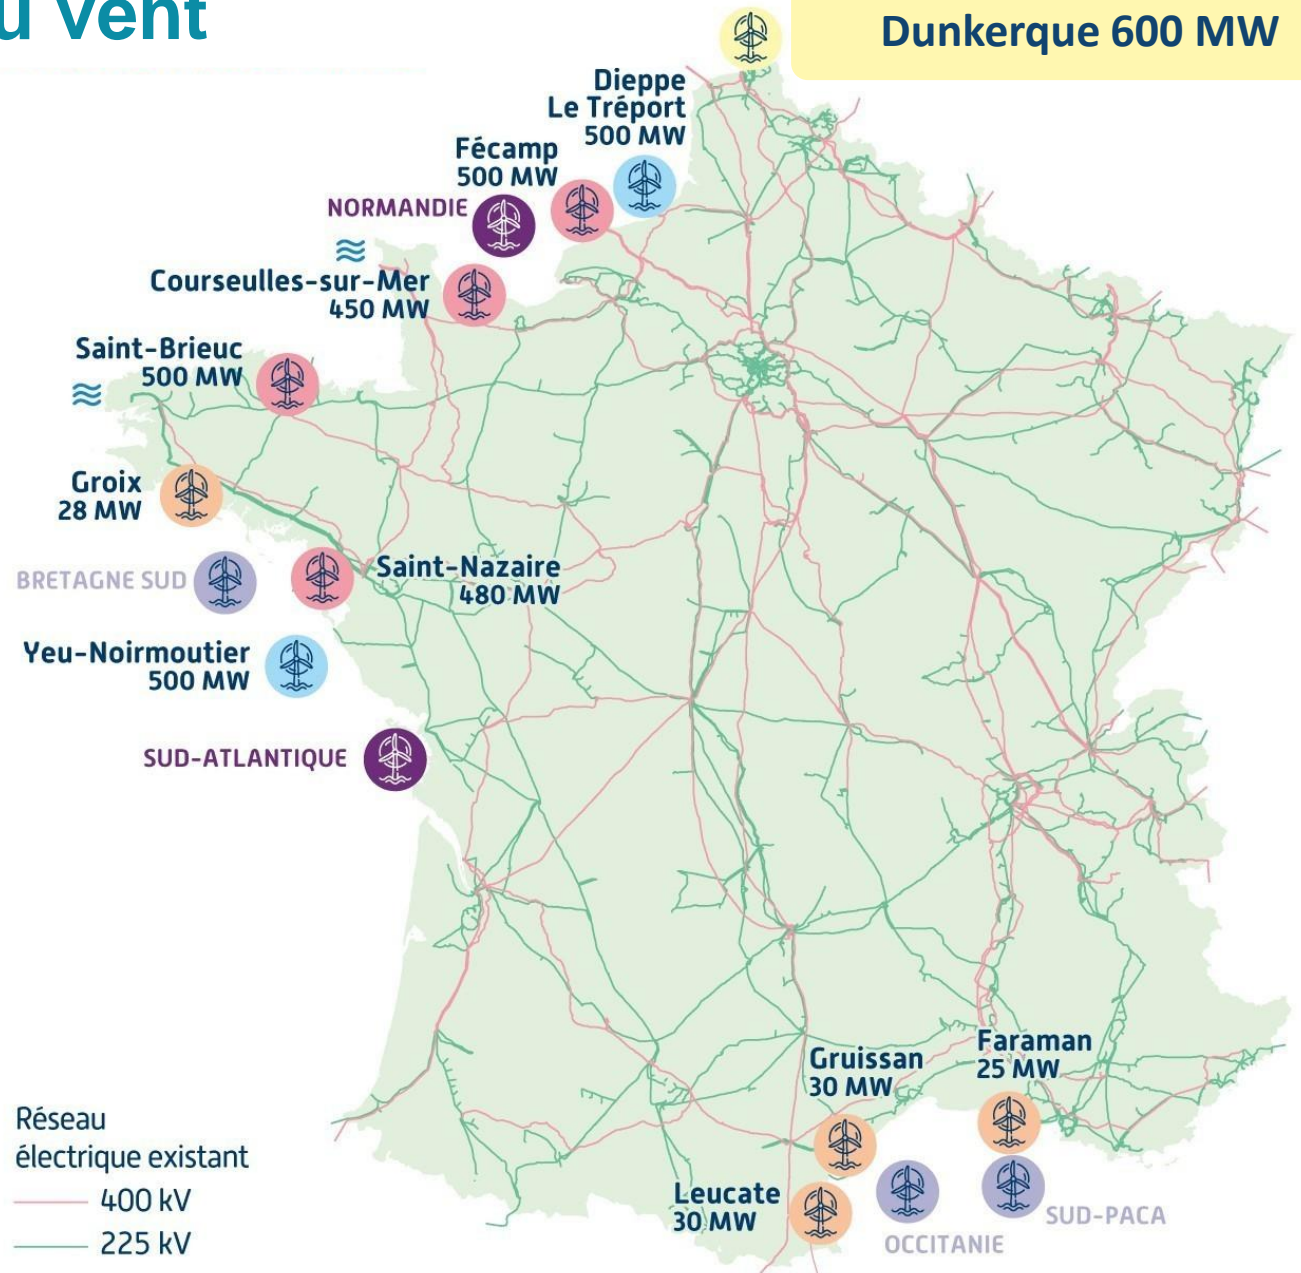 u vent
Dunkerque 600 MW
Dieppe
Le Tréport
500 MW
Fécamp
500 MW
NORMANDIE
Courseulles-sur-Mer
450 MW
Saint-Brieuc
500 MW
Groix
28 MW
BRETAGNE SUD
Saint-Nazaire
480 MW
Yeu-Noirmoutier
500 MW
SUD-ATLANTIQUE
Gruissan
30 MW
Faraman
25 MW
Leucate
30 MW
OCCITANIE
SUD-PACA
Réseau
électrique existant
400 kV
225 kV